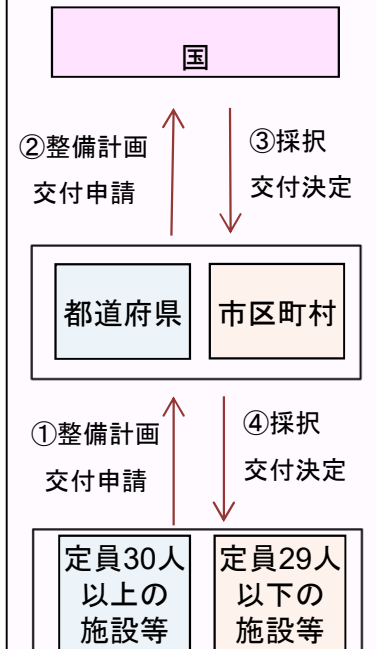 国
②整備計画
交付申請
③採択
交付決定
都道府県
市区町村
①整備計画
交付申請
④採択
交付決定
定員30人
以上の
施設等
定員29人
以下の
施設等